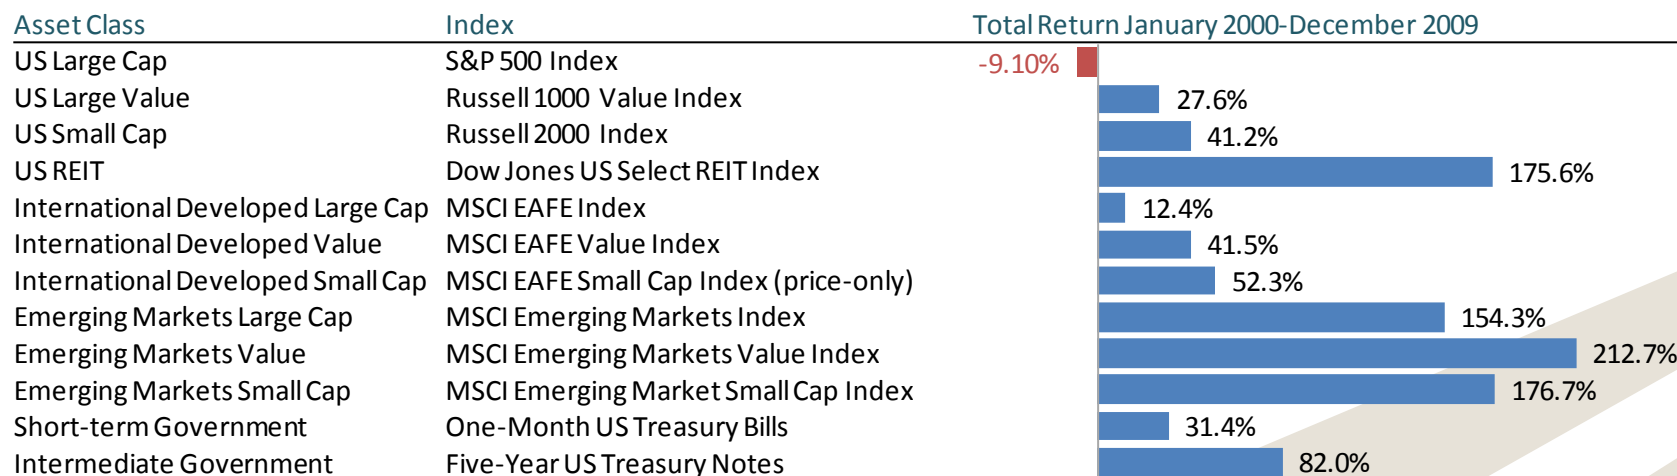 Asset Class Index Total Return January 2000-December 2009
US Large Cap S&P 500 Index -9.10%
US Large Value Russell 1000 Value Index 27.6%
US Small Cap Russell 2000 Index 41.2%
US REIT Dow Jones US Select REIT Index 175.6%
International Developed Large Cap MSCI EAFE Index 12.4%
International Developed Value MSCI EAFE Value Index 41.5%
International Developed Small Cap MSCI EAFE Small Cap Index (price-only) 52.3%
Emerging Markets Large Cap MSCI Emerging Markets Index 154.3%
Emerging Markets Value MSCI Emerging Markets Value Index 212.7%
Emerging Markets Small Cap MSCI Emerging Market Small Cap Index 176.7%
Short-term Government One-Month US Treasury Bills 31.4%
Intermediate Government Five-Year US Treasury Notes 82.0%